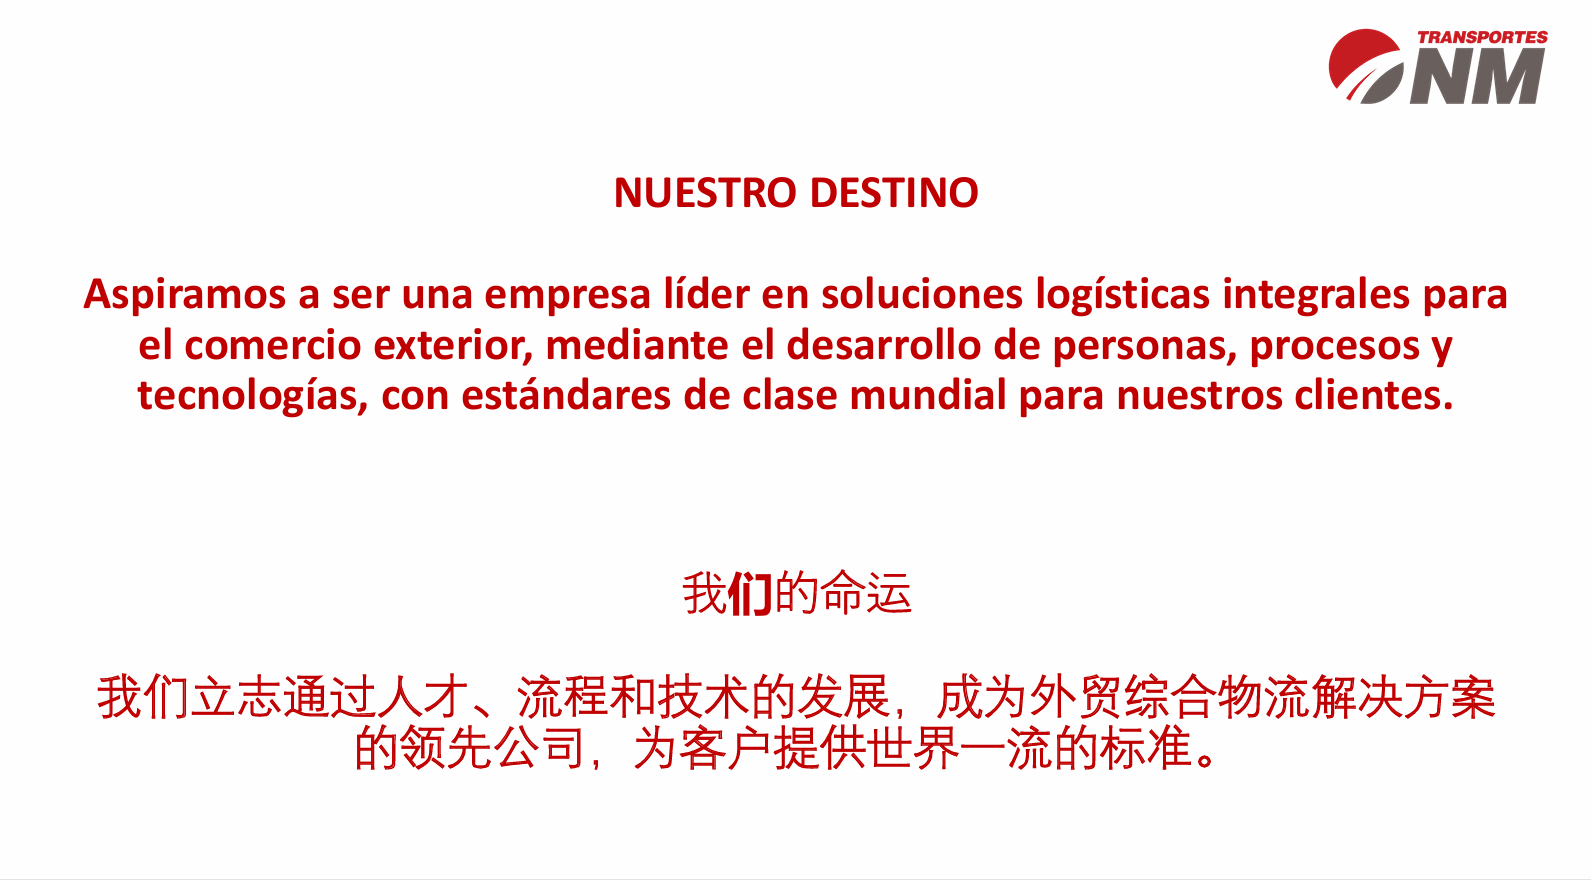 TRANSPORTES
NM
NUESTRO DESTINO
Aspiramos a ser una empresa líder en soluciones logísticas integrales para
el comercio exterior, mediante el desarrollo de personas, procesos y
tecnologías, con estándares de clase mundial para nuestros clientes.
我们的命运
我们立志通过人才、流程和技术的发展，成为外贸综合物流解决方案
的领先公司，为客户提供世界一流的标准。